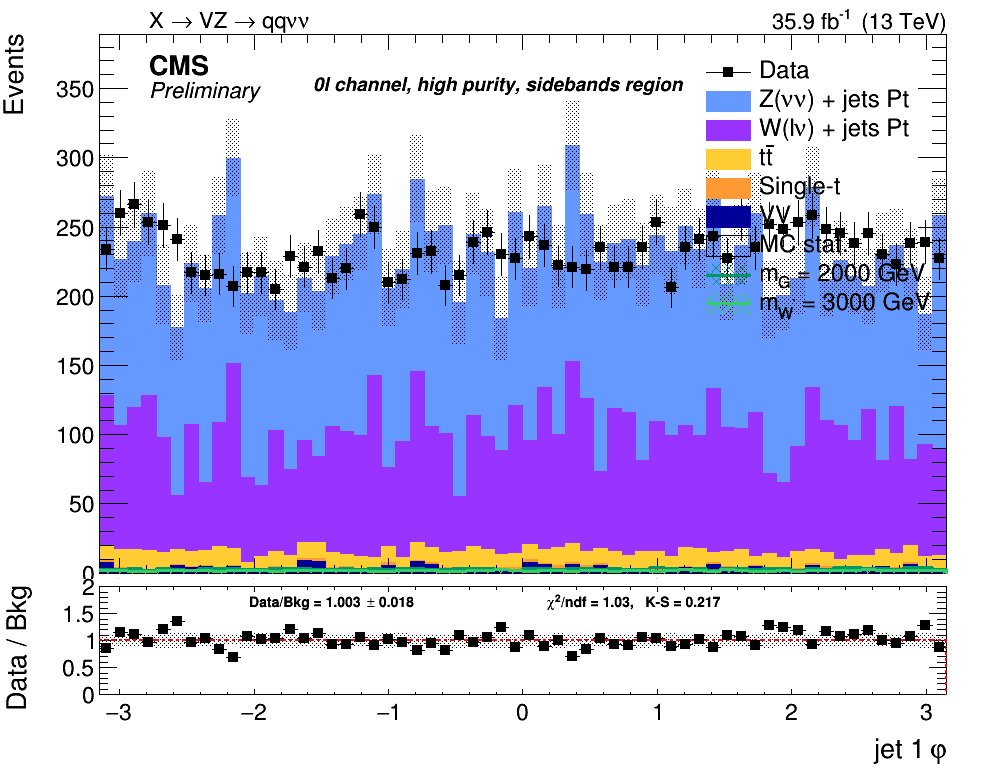 X → VZ → qqνν 35.9 fb⁻¹ (13 TeV)
CMS
Preliminary
0l channel, high purity, sidebands region
Data
Z(νν) + jets Pt
W(lν) + jets Pt
tt̄
Single-t
VV
MC stat.
m_G = 2000 GeV
m_W' = 3000 GeV
Events
350
300
250
200
150
100
50
0
Data/Bkg = 1.003 ± 0.018 χ²/ndf = 1.03, K-S = 0.217
Data / Bkg
2
1.5
1
0.5
0
−3 −2 −1 0 1 2 3
jet 1 φ